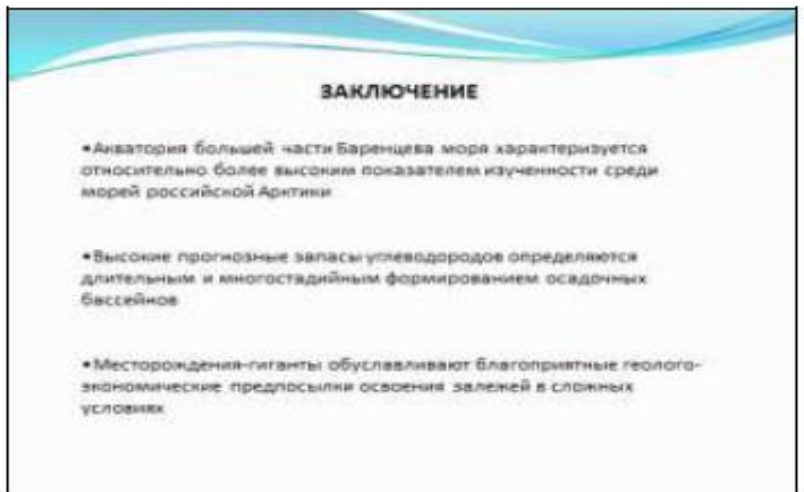 ЗАКЛЮЧЕНИЕ
•Акватория большей части Баренцева моря характеризуется
относительно более высоким показателем изученности среди
морей российской Арктики
•Высокие прогнозные запасы углеводородов определяются
длительным и многостадийным формированием осадочных
бассейнов
•Месторождения-гиганты обуславливают благоприятные геолого-
экономические предпосылки освоения залежей в сложных
условиях